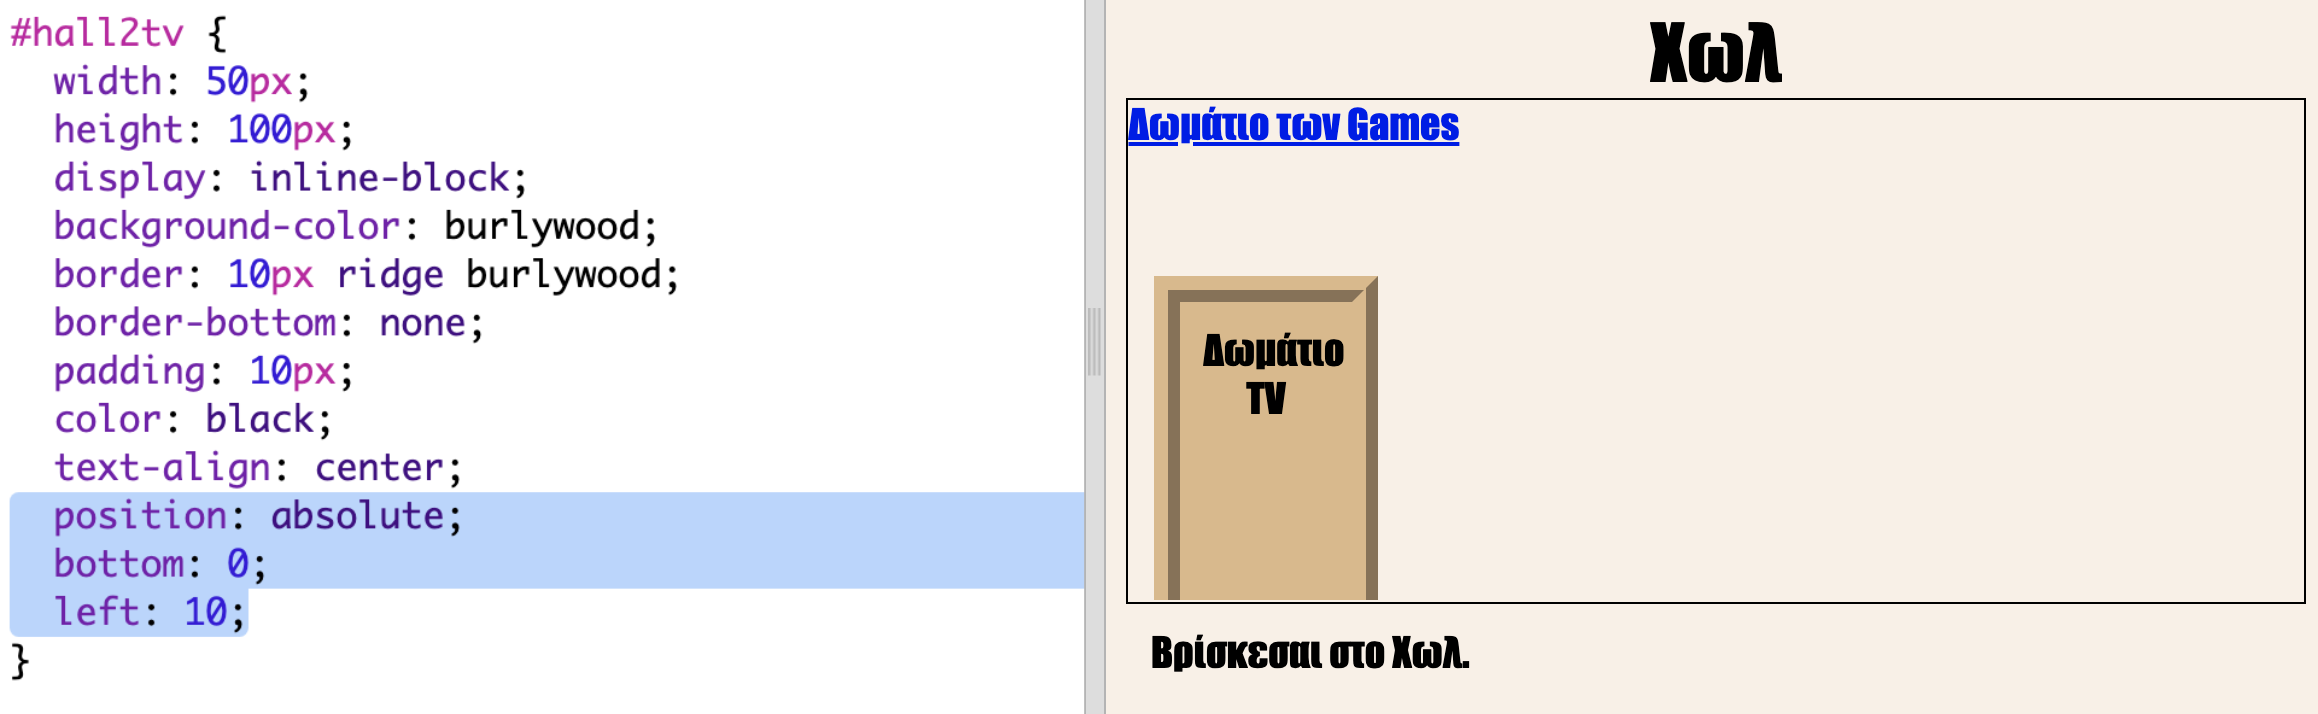 #hall2tv {
width: 50px;
height: 100px;
display: inline-block;
background-color: burlywood;
border: 10px ridge burlywood;
border-bottom: none;
padding: 10px;
color: black;
text-align: center;
position: absolute;
bottom: 0;
left: 10;
}
Χωλ
Δωμάτιο των Games
Δωμάτιο
TV
Βρίσκεσαι στο Χωλ.